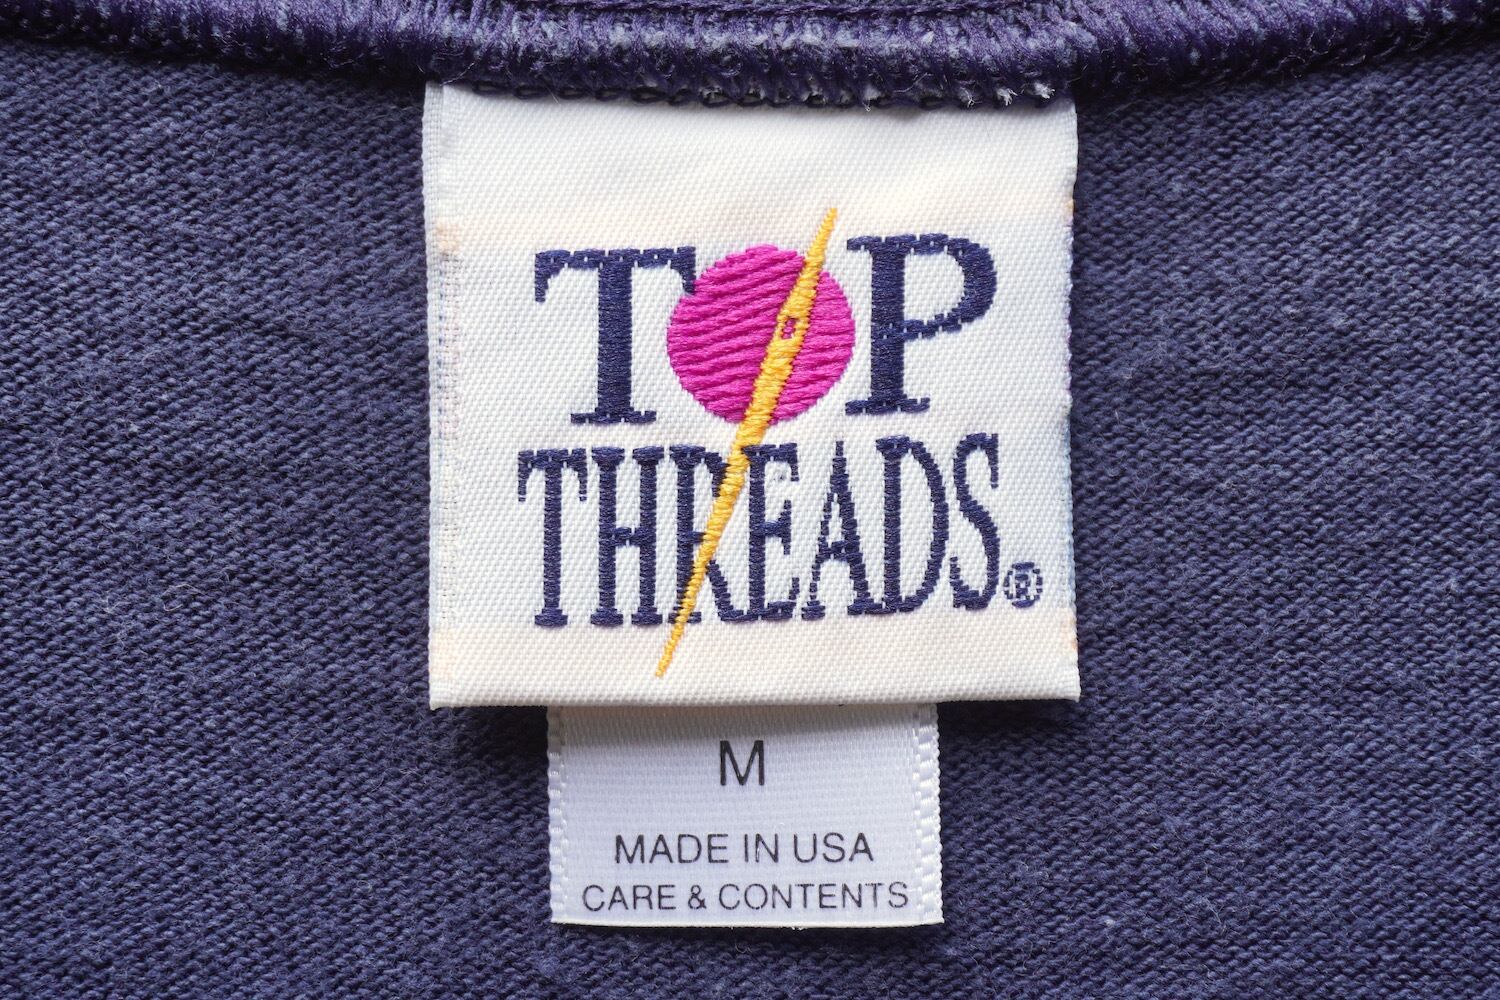 TOP
THREADS®
M
MADE IN USA
CARE & CONTENTS